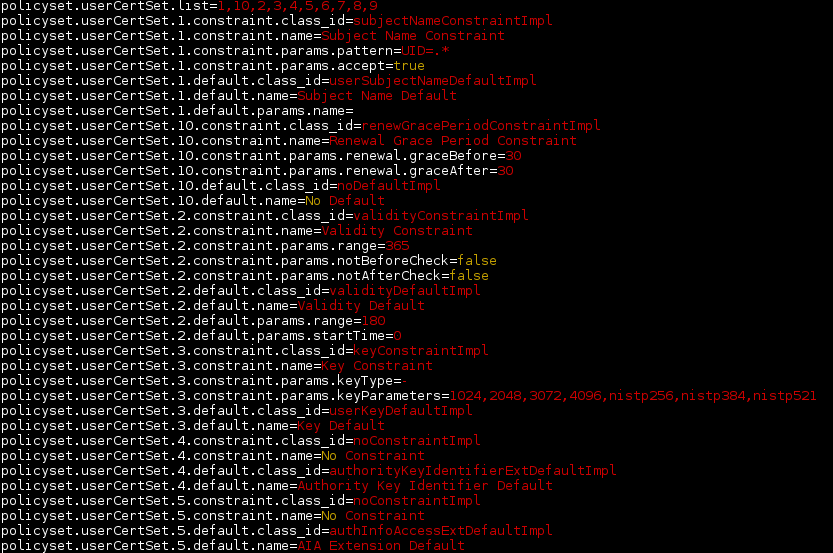 policyset.userCertSet.list=1,10,2,3,4,5,6,7,8,9
policyset.userCertSet.1.constraint.class_id=subjectNameConstraintImpl
policyset.userCertSet.1.constraint.name=Subject Name Constraint
policyset.userCertSet.1.constraint.params.pattern=UID=.*
policyset.userCertSet.1.constraint.params.accept=true
policyset.userCertSet.1.default.class_id=userSubjectNameDefaultImpl
policyset.userCertSet.1.default.name=Subject Name Default
policyset.userCertSet.1.default.params.name=
policyset.userCertSet.10.constraint.class_id=renewGracePeriodConstraintImpl
policyset.userCertSet.10.constraint.name=Renewal Grace Period Constraint
policyset.userCertSet.10.constraint.params.renewal.graceBefore=30
policyset.userCertSet.10.constraint.params.renewal.graceAfter=30
policyset.userCertSet.10.default.class_id=noDefaultImpl
policyset.userCertSet.10.default.name=No Default
policyset.userCertSet.2.constraint.class_id=validityConstraintImpl
policyset.userCertSet.2.constraint.name=Validity Constraint
policyset.userCertSet.2.constraint.params.range=365
policyset.userCertSet.2.constraint.params.notBeforeCheck=false
policyset.userCertSet.2.constraint.params.notAfterCheck=false
policyset.userCertSet.2.default.class_id=validityDefaultImpl
policyset.userCertSet.2.default.name=Validity Default
policyset.userCertSet.2.default.params.range=180
policyset.userCertSet.2.default.params.startTime=0
policyset.userCertSet.3.constraint.class_id=keyConstraintImpl
policyset.userCertSet.3.constraint.name=Key Constraint
policyset.userCertSet.3.constraint.params.keyType=-
policyset.userCertSet.3.constraint.params.keyParameters=1024,2048,3072,4096,nistp256,nistp384,nistp521
policyset.userCertSet.3.default.class_id=userKeyDefaultImpl
policyset.userCertSet.3.default.name=Key Default
policyset.userCertSet.4.constraint.class_id=noConstraintImpl
policyset.userCertSet.4.constraint.name=No Constraint
policyset.userCertSet.4.default.class_id=authorityKeyIdentifierExtDefaultImpl
policyset.userCertSet.4.default.name=Authority Key Identifier Default
policyset.userCertSet.5.constraint.class_id=noConstraintImpl
policyset.userCertSet.5.constraint.name=No Constraint
policyset.userCertSet.5.default.class_id=authInfoAccessExtDefaultImpl
policyset.userCertSet.5.default.name=AIA Extension Default